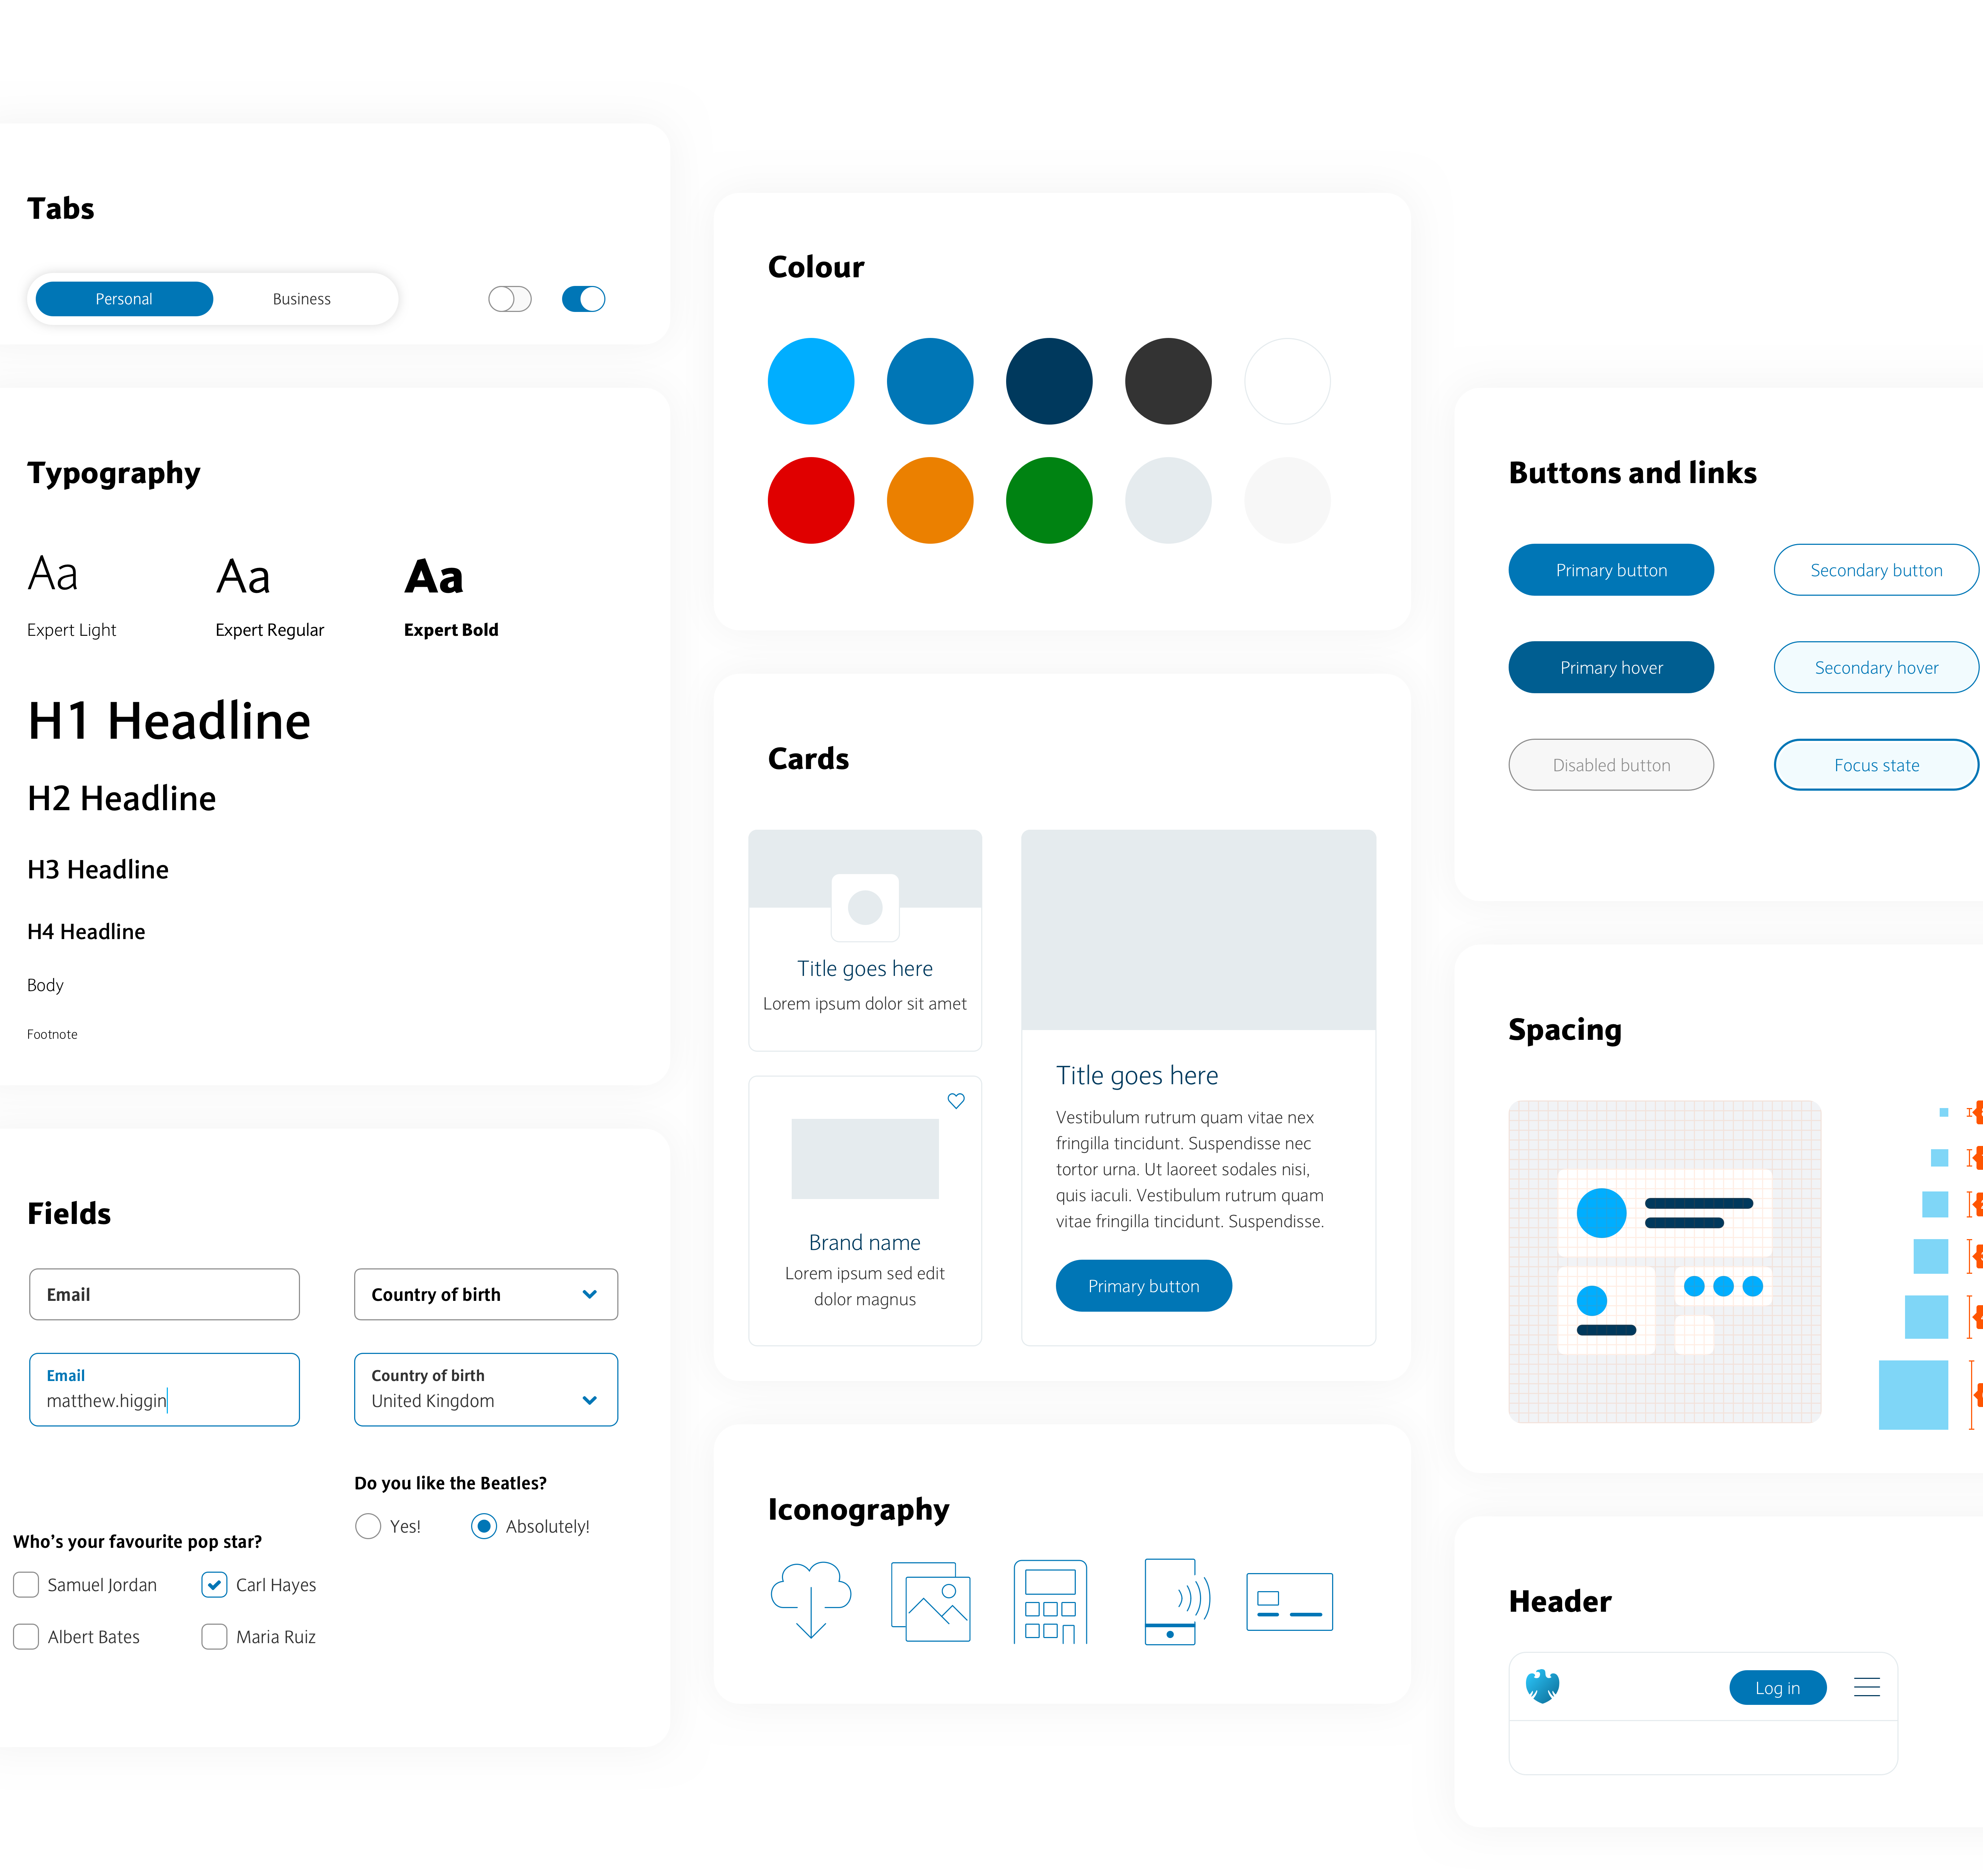 Tabs
Personal
Business
Typography
Aa
Aa
Aa
Expert Light
Expert Regular
Expert Bold
H1 Headline
H2 Headline
H3 Headline
H4 Headline
Body
Footnote
Fields
Email
Country of birth
Email
matthew.higgin
Country of birth
United Kingdom
Do you like the Beatles?
Yes!
Absolutely!
Who's your favourite pop star?
Samuel Jordan
Carl Hayes
Albert Bates
Maria Ruiz
Colour
Cards
Title goes here
Lorem ipsum dolor sit amet
Brand name
Lorem ipsum sed edit
dolor magnus
Title goes here
Vestibulum rutrum quam vitae nex
fringilla tincidunt. Suspendisse nec
tortor urna. Ut laoreet sodales nisi,
quis iaculi. Vestibulum rutrum quam
vitae fringilla tincidunt. Suspendisse.
Primary button
Iconography
Buttons and links
Primary button
Secondary button
Primary hover
Secondary hover
Disabled button
Focus state
Spacing
Header
Log in